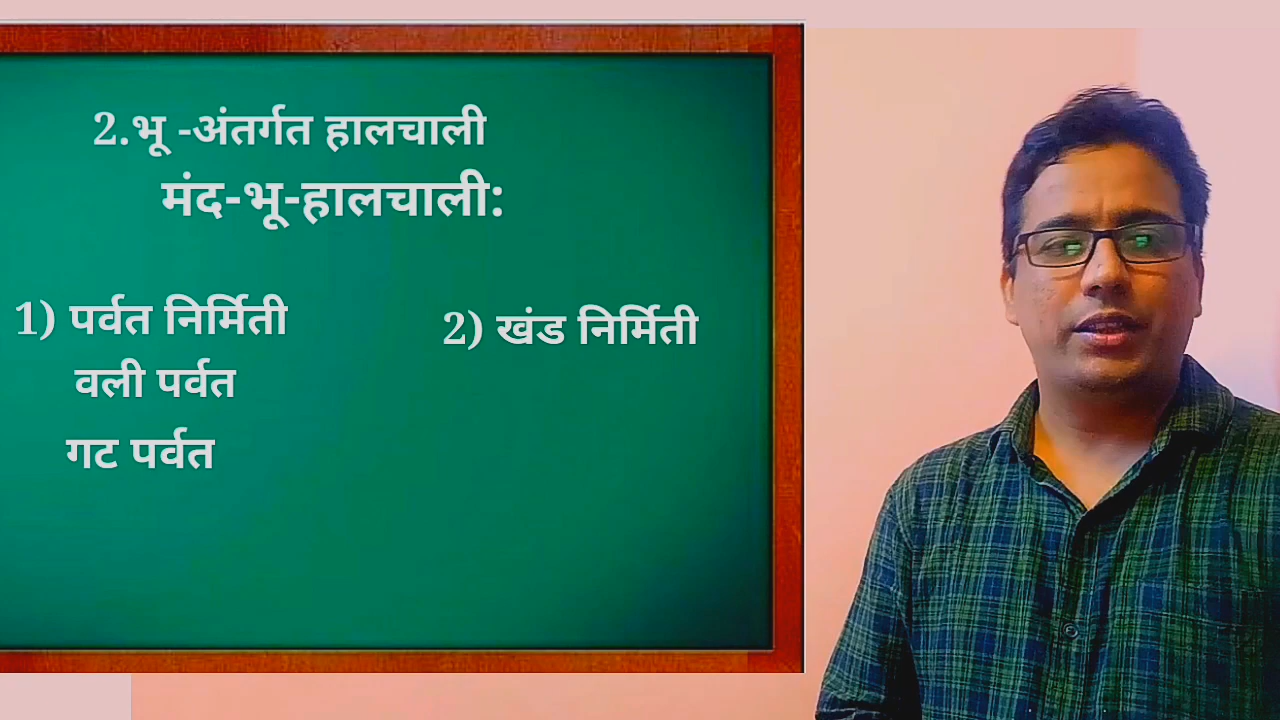 2.भू -अंतर्गत हालचाली
मंद-भू-हालचाली:
1) पर्वत निर्मिती
वली पर्वत
गट पर्वत
2) खंड निर्मिती